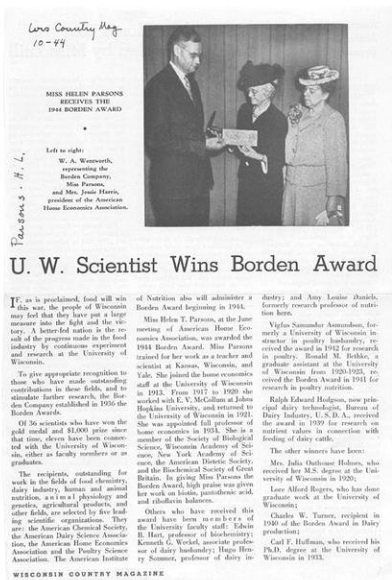 Wis Country Mag
10-44
Parsons, H. L.
MISS HELEN PARSONS
RECEIVES THE
1944 BORDEN AWARD
Left to right:
W. A. Wentworth,
representing the
Borden Company,
Miss Parsons,
and Mrs. Jessie Harris,
president of the American
Home Economics Association.
U. W. Scientist Wins Borden Award
IF, as is proclaimed, food will win
this war, the people of Wisconsin
may feel that they have put a large
measure into the fight and the vic-
tory. A better-fed nation is the re-
sult of the progress made in the food
industry by continuous experiment
and research at the University of
Wisconsin.
To give appropriate recognition to
those who have made outstanding
contributions in these fields, and to
stimulate further research, the Bor-
den Company established in 1936 the
Borden Awards.
Of 36 scientists who have won the
gold medal and $1,000 prize since
that time, eleven have been connec-
ted with the University of Wiscon-
sin, either as faculty members or as
graduates.
The recipients, outstanding for
work in the fields of food chemistry,
dairy industry, human and animal
nutrition, animal physiology and
genetics, agricultural products, and
other fields, are selected by five lead-
ing scientific organizations. They
are: the American Chemical Society,
the American Dairy Science Associa-
tion, the American Home Economics
Association and the Poultry Science
Association. The American Institute
of Nutrition also will administer a
Borden Award beginning in 1944.
Miss Helen T. Parsons, at the June
meeting of American Home Eco-
nomics Association, was awarded the
1944 Borden Award. Miss Parsons
trained for her work as a teacher and
scientist at Kansas, Wisconsin, and
Yale. She joined the home economics
staff at the University of Wisconsin
in 1913. From 1917 to 1920 she
worked with E. V. McCollum at Johns
Hopkins University, and returned to
the University of Wisconsin in 1921.
She was appointed full professor of
home economics in 1934. She is a
member of the Society of Biological
Science, Wisconsin Academy of Sci-
ence, New York Academy of Sci-
ence, the American Dietetic Society,
and the Biochemical Society of Great
Britain. In giving Miss Parsons the
Borden Award, high praise was given
her work on biotin, pantothenic acid,
and riboflavin balances.
Others who have received this
award have been members of
the University faculty staff: Edwin
B. Hart, professor of biochemistry;
Kenneth G. Weckel, associate profes-
sor of dairy husbandry; Hugo Hen-
ry Sommer, professor of dairy in-
dustry; and Amy Louise Daniels,
formerly research professor of nutri-
tion here.
Vigfus Samundur Asmundson, for-
merly a University of Wisconsin in-
structor in poultry husbandry, re-
ceived the award in 1942 for research
in poultry. Ronald M. Bethke, a
graduate assistant at the University
of Wisconsin from 1920-1923, re-
ceived the Borden Award in 1941 for
research in poultry nutrition.
Ralph Edward Hodgson, now prin-
cipal dairy technologist, Bureau of
Dairy Industry, U. S. D. A., received
the award in 1939 for research on
nutrient values in connection with
feeding of dairy cattle.
The other winners have been:
Mrs. Julia Outhouse Holmes, who
received her M.S. degree at the Uni-
versity of Wisconsin in 1920;
Lore Alford Rogers, who has done
graduate work at the University of
Wisconsin;
Charles W. Turner, recipient in
1940 of the Borden Award in Dairy
production;
Carl F. Huffman, who received his
Ph.D. degree at the University of
Wisconsin in 1933.
WISCONSIN COUNTRY MAGAZINE